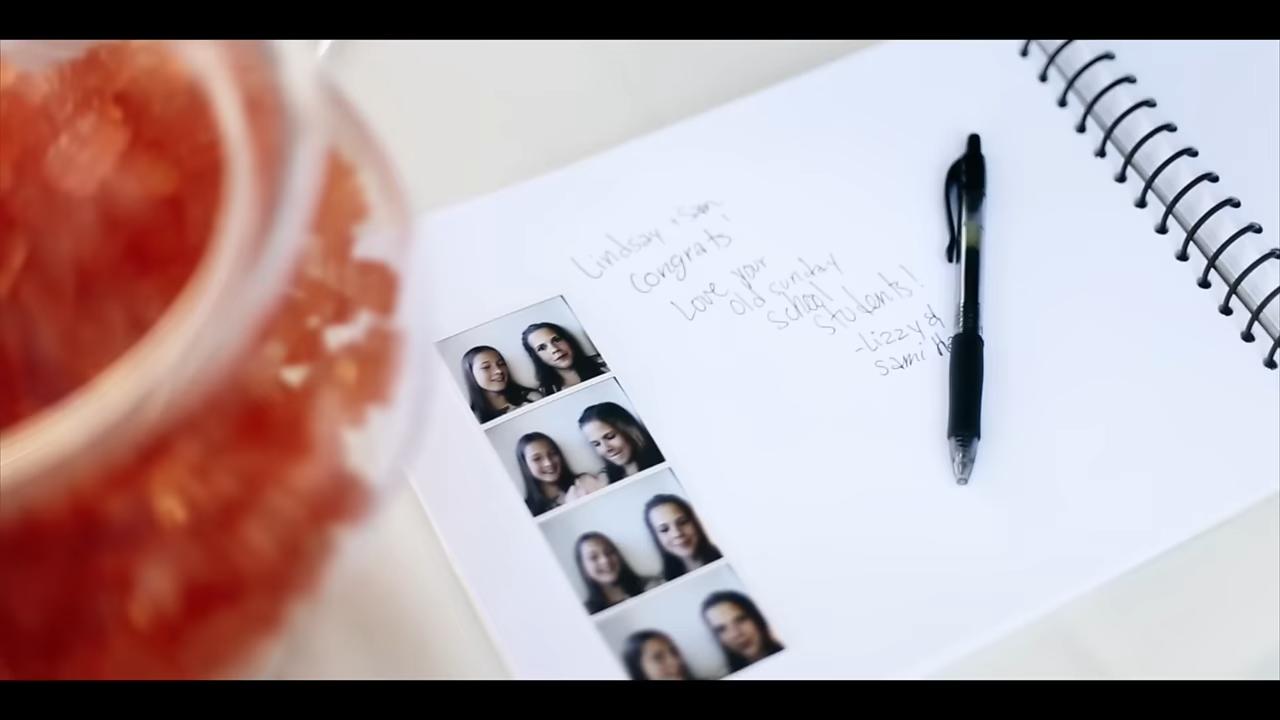 Lindsay + Sam
Congrats
Love your
old sunday
school
students!
-Lizzy &
Sami